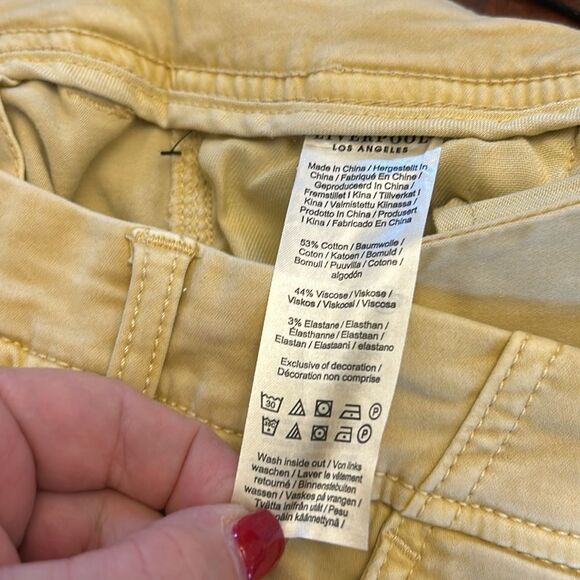 LIVERPOOL
LOS ANGELES
Made In China / Hergestellt In
China / Fabriqué En Chine /
Geproduceerd In China /
Fremstillet I Kina / Tillverkat I
Kina / Valmistettu Kiinassa /
Prodotto In China / Produsert
I Kina / Fabricado En China
53% Cotton / Baumwolle /
Coton / Katoen / Bomuld /
Bomull / Puuvilla / Cotone /
algodón
44% Viscose / Viskose /
Viskos / Viskoosi / Viscosa
3% Elastane / Elasthan /
Élasthanne / Elastaan /
Elastan / Elastaani / elastano
Exclusive of decoration /
Décoration non comprise
30 P
P
Wash inside out / Von links
waschen / Laver le vêtement
retourné / Binnenstebuiten
wassen / Vaskes på vrangen /
Tvätta inifrån utåt / Pesu
päin käännettynä /